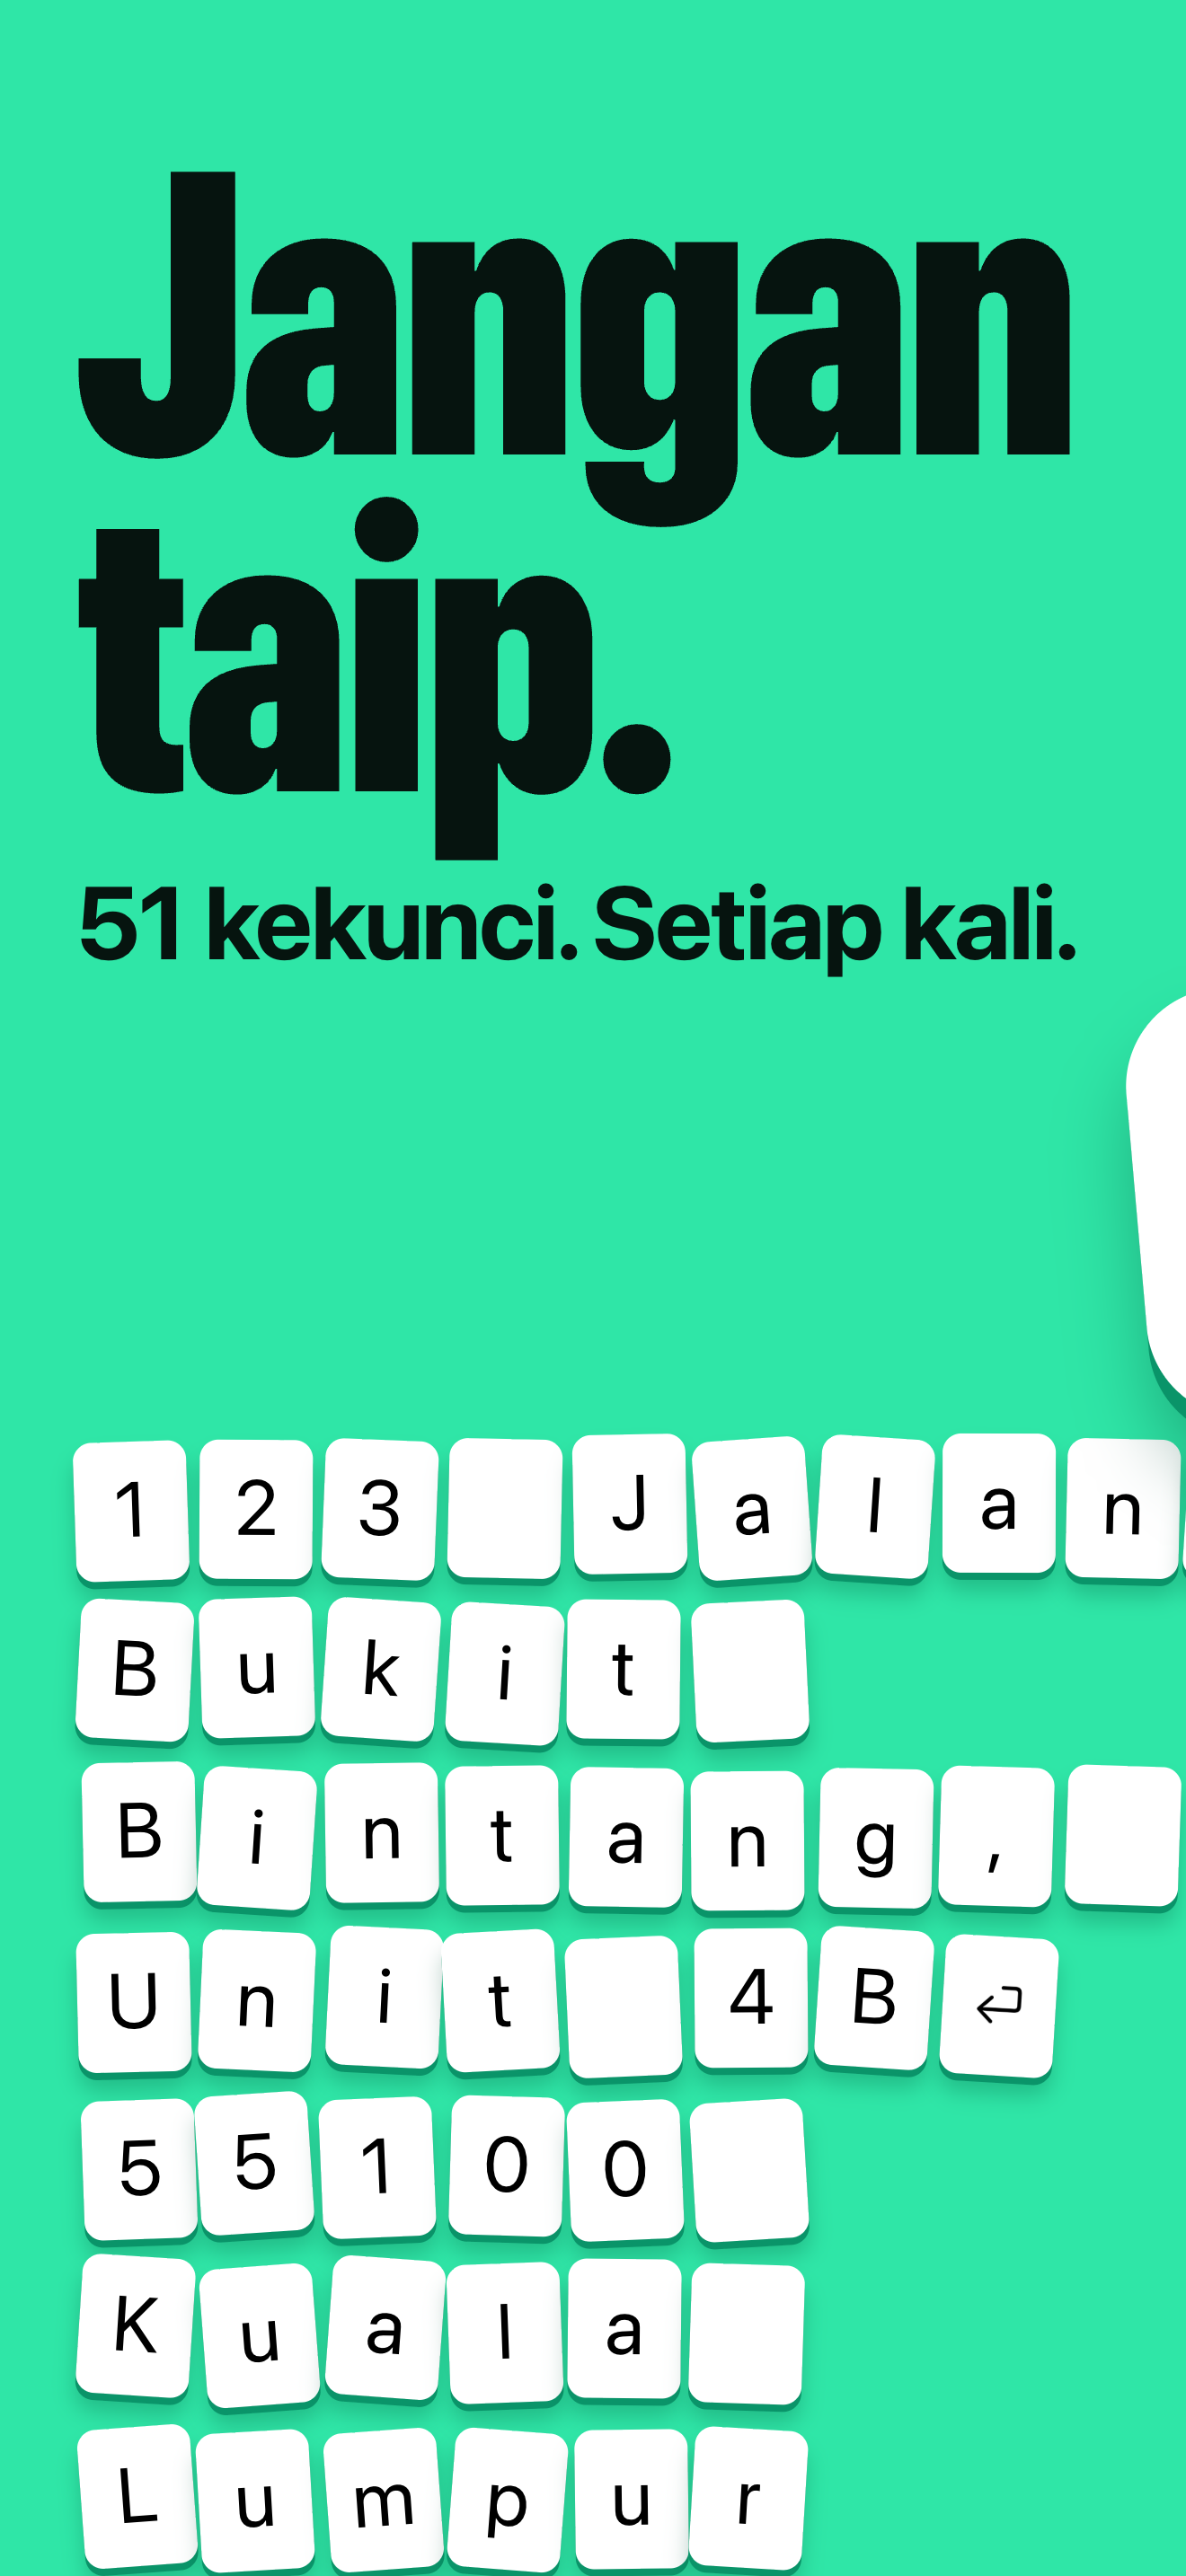 Jangan
taip.
51 kekunci. Setiap kali.
123 Jalan
Bukit
Bintang,
Unit 4B⏎
55100
Kuala
Lumpur